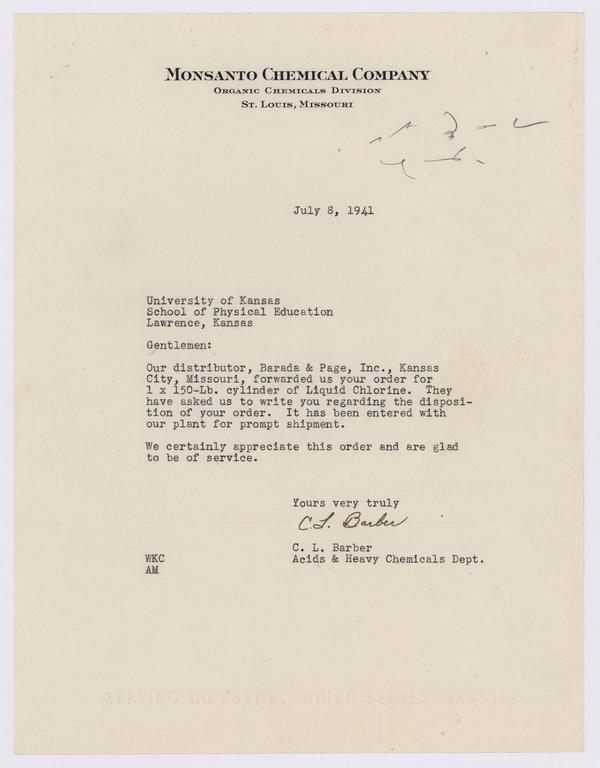 MONSANTO CHEMICAL COMPANY
ORGANIC CHEMICALS DIVISION
ST. LOUIS, MISSOURI
July 8, 1941
University of Kansas
School of Physical Education
Lawrence, Kansas
Gentlemen:
Our distributor, Barada & Page, Inc., Kansas
City, Missouri, forwarded us your order for
1 x 150-Lb. cylinder of Liquid Chlorine. They
have asked us to write you regarding the disposi-
tion of your order. It has been entered with
our plant for prompt shipment.
We certainly appreciate this order and are glad
to be of service.
Yours very truly
C. L. Barber
C. L. Barber
WKC
Acids & Heavy Chemicals Dept.
AM
SERVING INDUSTRY, WHICH SERVES MANKIND